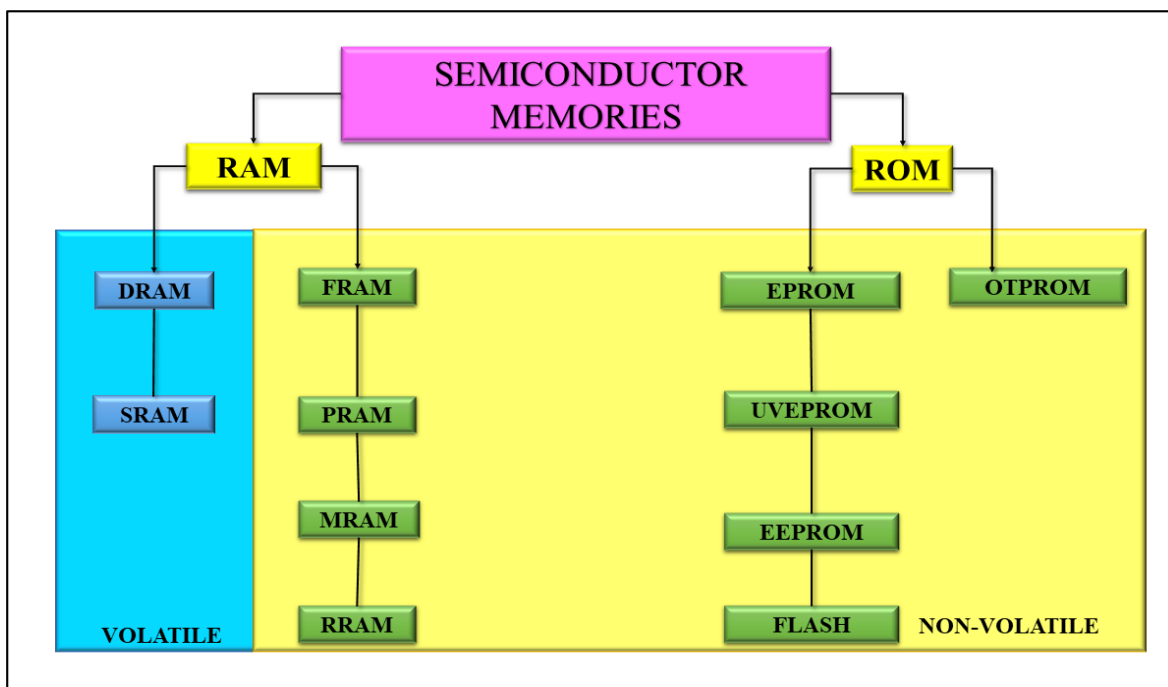 SEMICONDUCTOR
MEMORIES
RAM
ROM
DRAM
FRAM
EPROM
OTPROM
SRAM
PRAM
UVEPROM
MRAM
EEPROM
RRAM
FLASH
VOLATILE
NON-VOLATILE